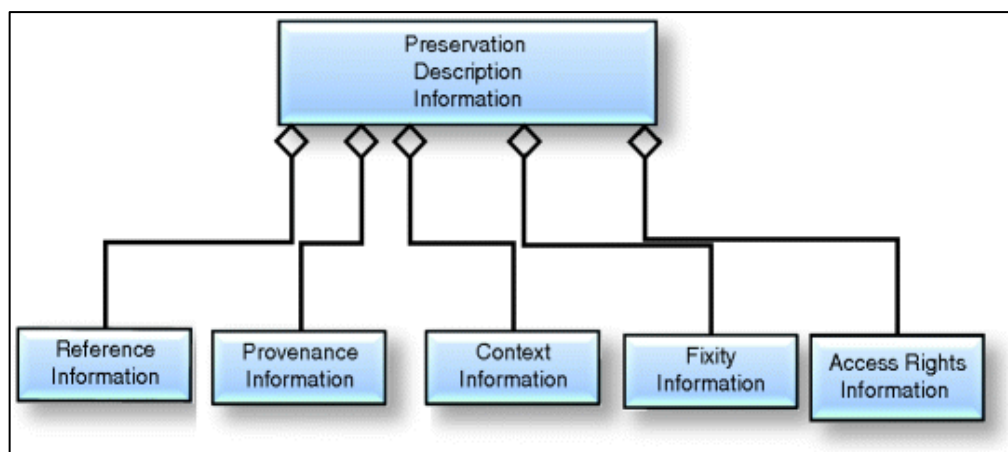 Preservation
Description
Information
Reference
Information
Provenance
Information
Context
Information
Fixity
Information
Access Rights
Information